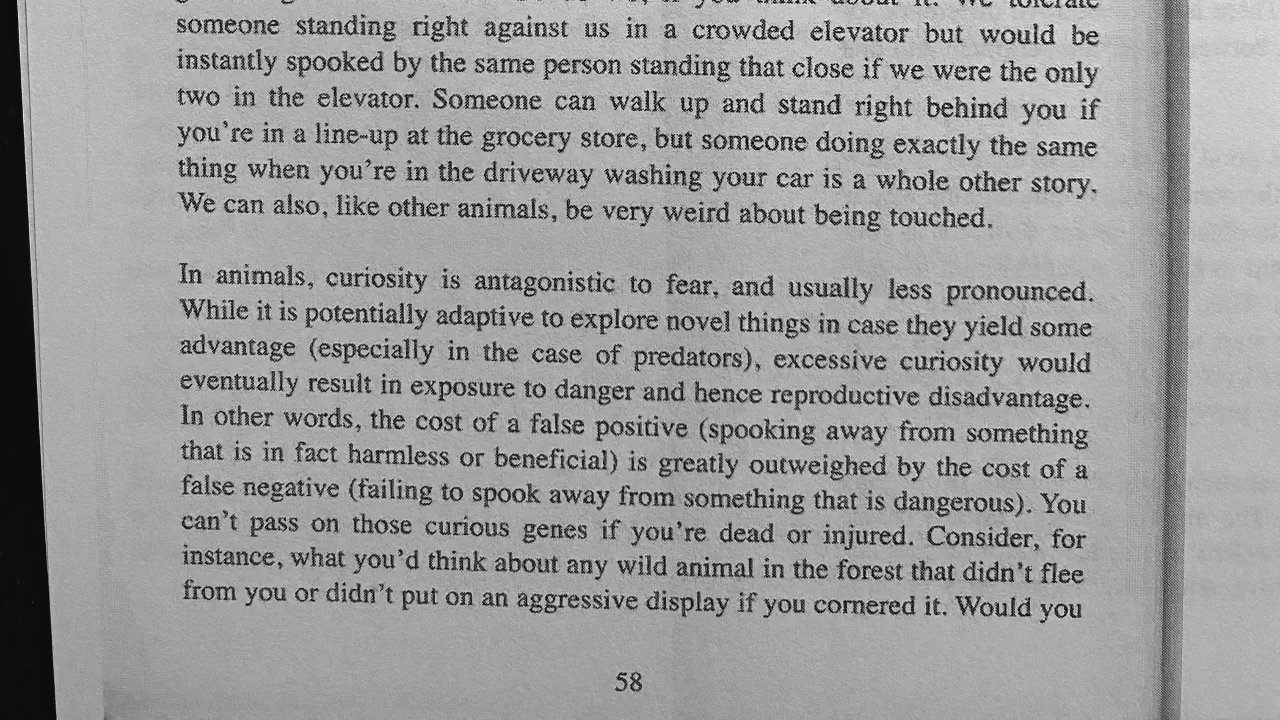 if you think about it. We tolerate
someone standing right against us in a crowded elevator but would be
instantly spooked by the same person standing that close if we were the only
two in the elevator. Someone can walk up and stand right behind you if
you're in a line-up at the grocery store, but someone doing exactly the same
thing when you're in the driveway washing your car is a whole other story.
We can also, like other animals, be very weird about being touched.
In animals, curiosity is antagonistic to fear, and usually less pronounced.
While it is potentially adaptive to explore novel things in case they yield some
advantage (especially in the case of predators), excessive curiosity would
eventually result in exposure to danger and hence reproductive disadvantage.
In other words, the cost of a false positive (spooking away from something
that is in fact harmless or beneficial) is greatly outweighed by the cost of a
false negative (failing to spook away from something that is dangerous). You
can't pass on those curious genes if you're dead or injured. Consider, for
instance, what you'd think about any wild animal in the forest that didn't flee
from you or didn't put on an aggressive display if you cornered it. Would you
58